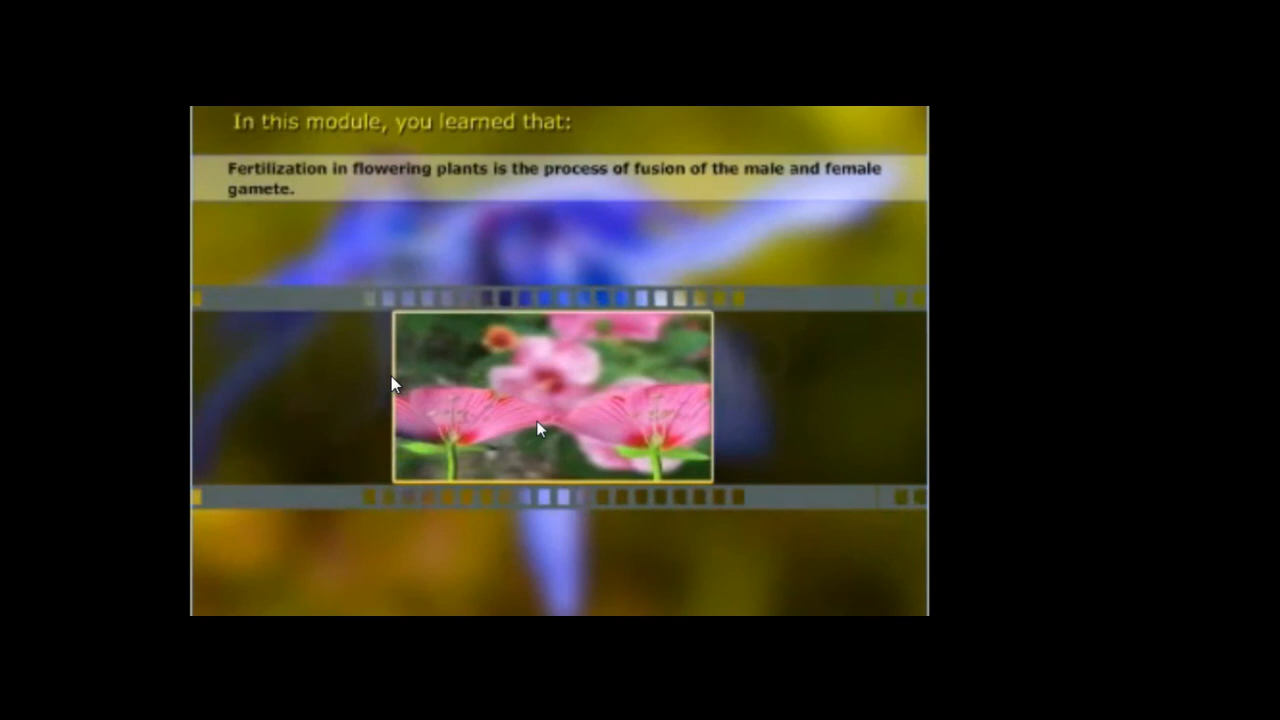 In this module, you learned that:
Fertilization in flowering plants is the process of fusion of the male and female
gamete.